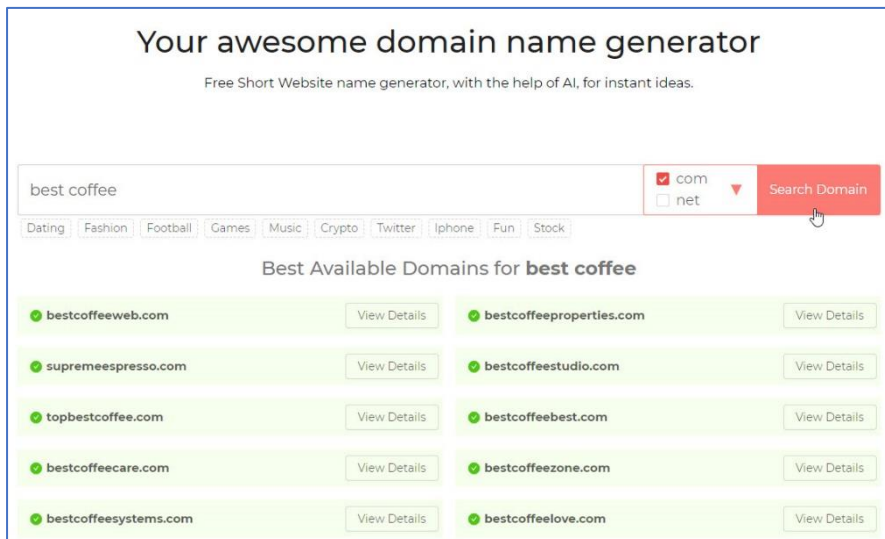 Your awesome domain name generator
Free Short Website name generator, with the help of AI, for instant ideas.
best coffee
com
net
Search Domain
Dating Fashion Football Games Music Crypto Twitter Iphone Fun Stock
Best Available Domains for best coffee
bestcoffeeweb.com View Details bestcoffeeproperties.com View Details
supremeespresso.com View Details bestcoffeestudio.com View Details
topbestcoffee.com View Details bestcoffeebest.com View Details
bestcoffeecare.com View Details bestcoffeezone.com View Details
bestcoffeesystems.com View Details bestcoffeelove.com View Details